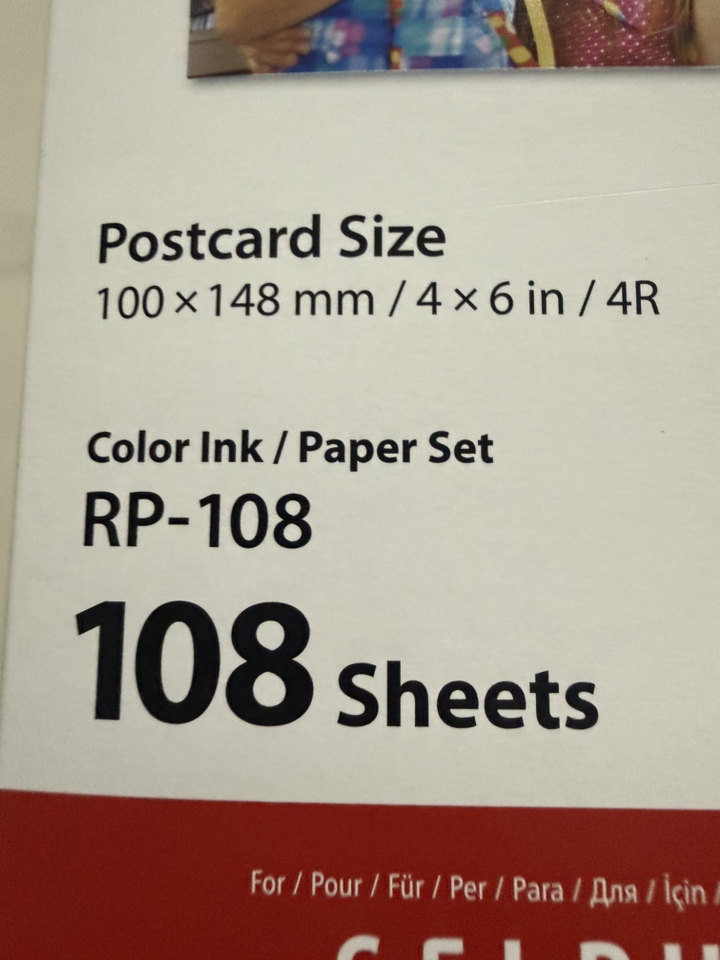 Postcard Size
100 × 148 mm / 4 × 6 in / 4R
Color Ink / Paper Set
RP-108
108 Sheets
For / Pour / Für / Per / Para / Для / İçin /